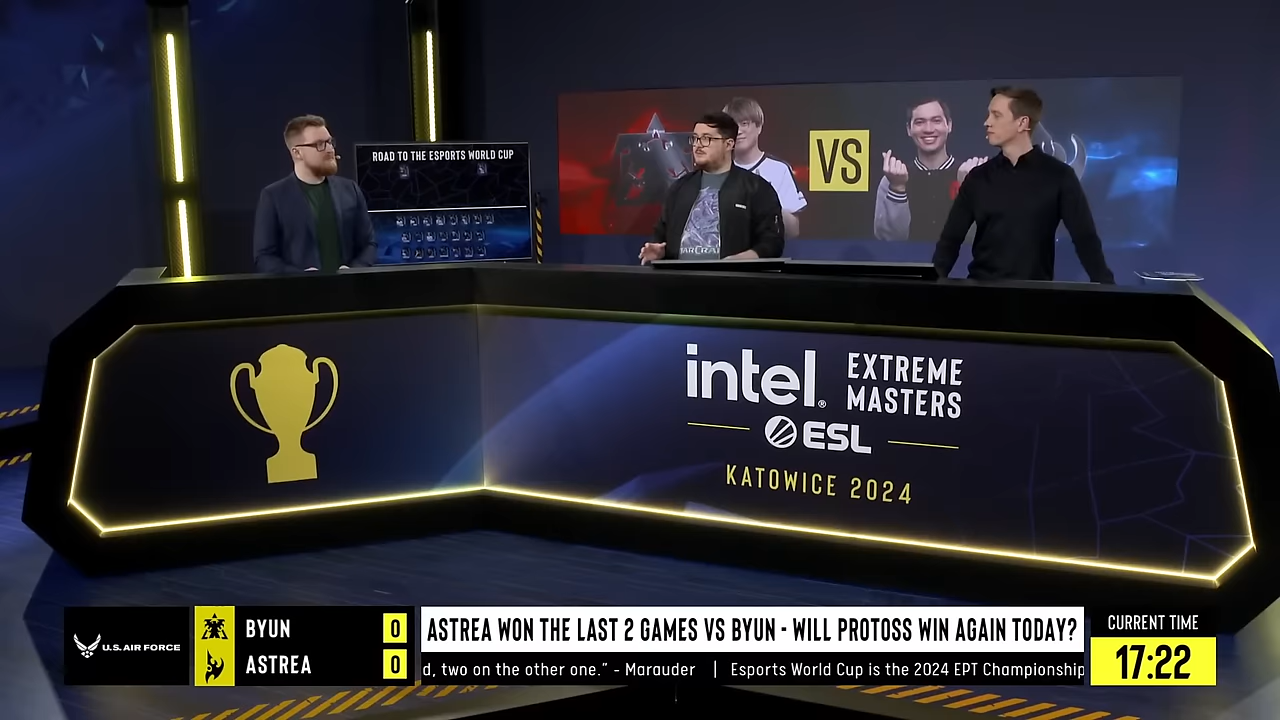 ROAD TO THE ESPORTS WORLD CUP
VS
intel® EXTREME
MASTERS
ESL
KATOWICE 2024
U.S. AIR FORCE
BYUN 0
ASTREA 0
ASTREA WON THE LAST 2 GAMES VS BYUN - WILL PROTOSS WIN AGAIN TODAY?
d, two on the other one." - Marauder | Esports World Cup is the 2024 EPT Championship
CURRENT TIME
17:22